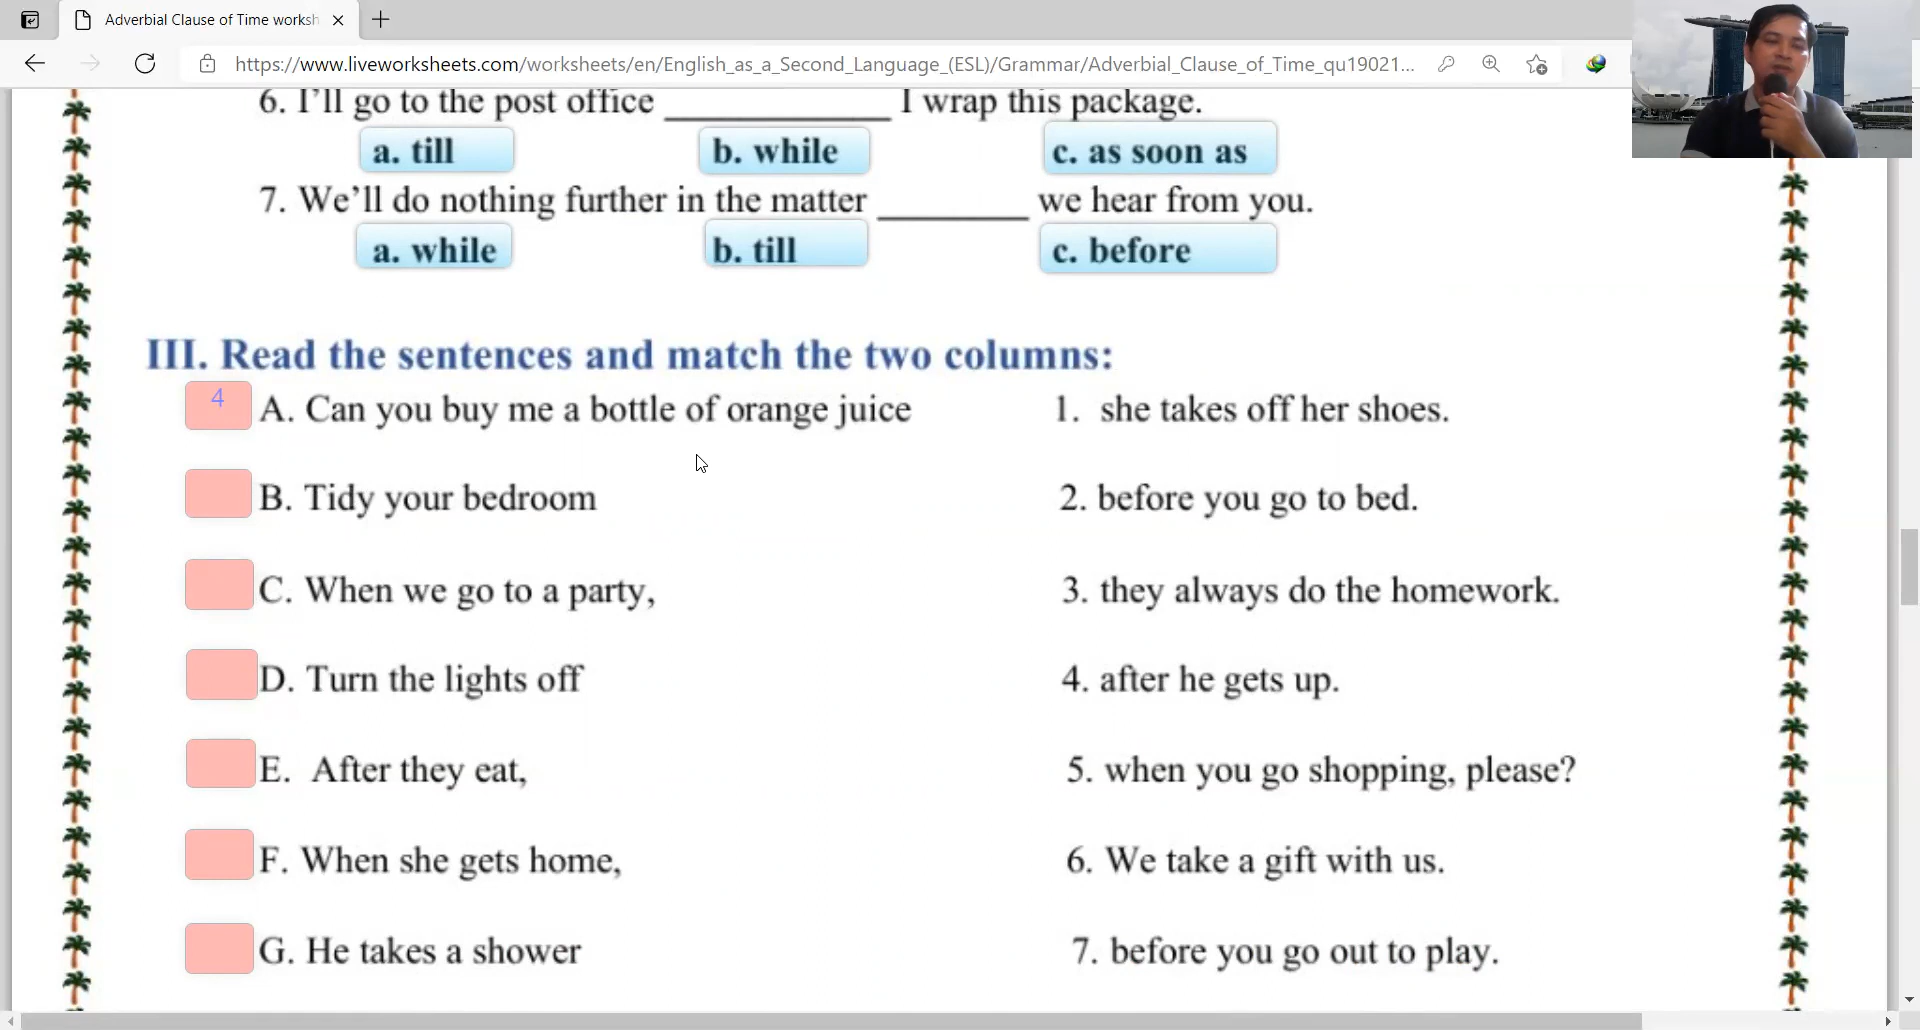 Adverbial Clause of Time worksh
https://www.liveworksheets.com/worksheets/en/English_as_a_Second_Language_(ESL)/Grammar/Adverbial_Clause_of_Time_qu19021...
6. I'll go to the post office ____________ I wrap this package.
a. till b. while c. as soon as
7. We'll do nothing further in the matter ________ we hear from you.
a. while b. till c. before
III. Read the sentences and match the two columns:
4 A. Can you buy me a bottle of orange juice 1. she takes off her shoes.
B. Tidy your bedroom 2. before you go to bed.
C. When we go to a party, 3. they always do the homework.
D. Turn the lights off 4. after he gets up.
E. After they eat, 5. when you go shopping, please?
F. When she gets home, 6. We take a gift with us.
G. He takes a shower 7. before you go out to play.